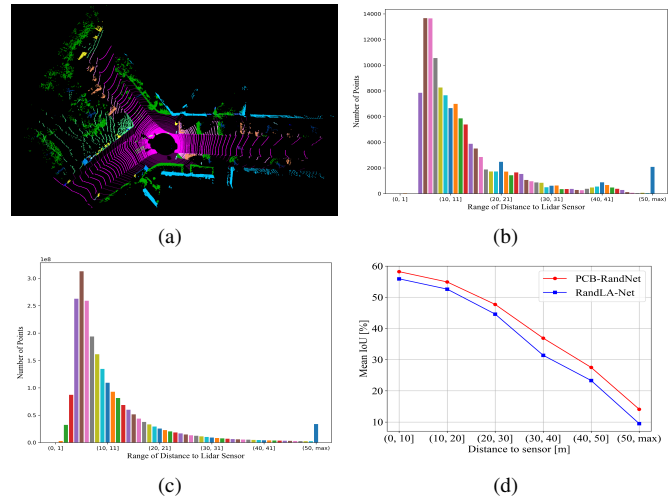 14000
12000
10000
8000
6000
4000
2000
0
Number of Points
(0, 1]
(10, 11]
(20, 21]
(30, 31]
(40, 41]
(50, max]
Range of Distance to Lidar Sensor
(a)
(b)
1e8
3.0
2.5
2.0
1.5
1.0
0.5
0.0
Number of Points
(0, 1]
(10, 11]
(20, 21]
(30, 31]
(40, 41]
(50, max]
Range of Distance to Lidar Sensor
60
50
40
30
20
10
Mean IoU [%]
PCB-RandNet
RandLA-Net
(0, 10]
(10, 20]
(20, 30]
(30, 40]
(40, 50]
(50, max)
Distance to sensor [m]
(c)
(d)